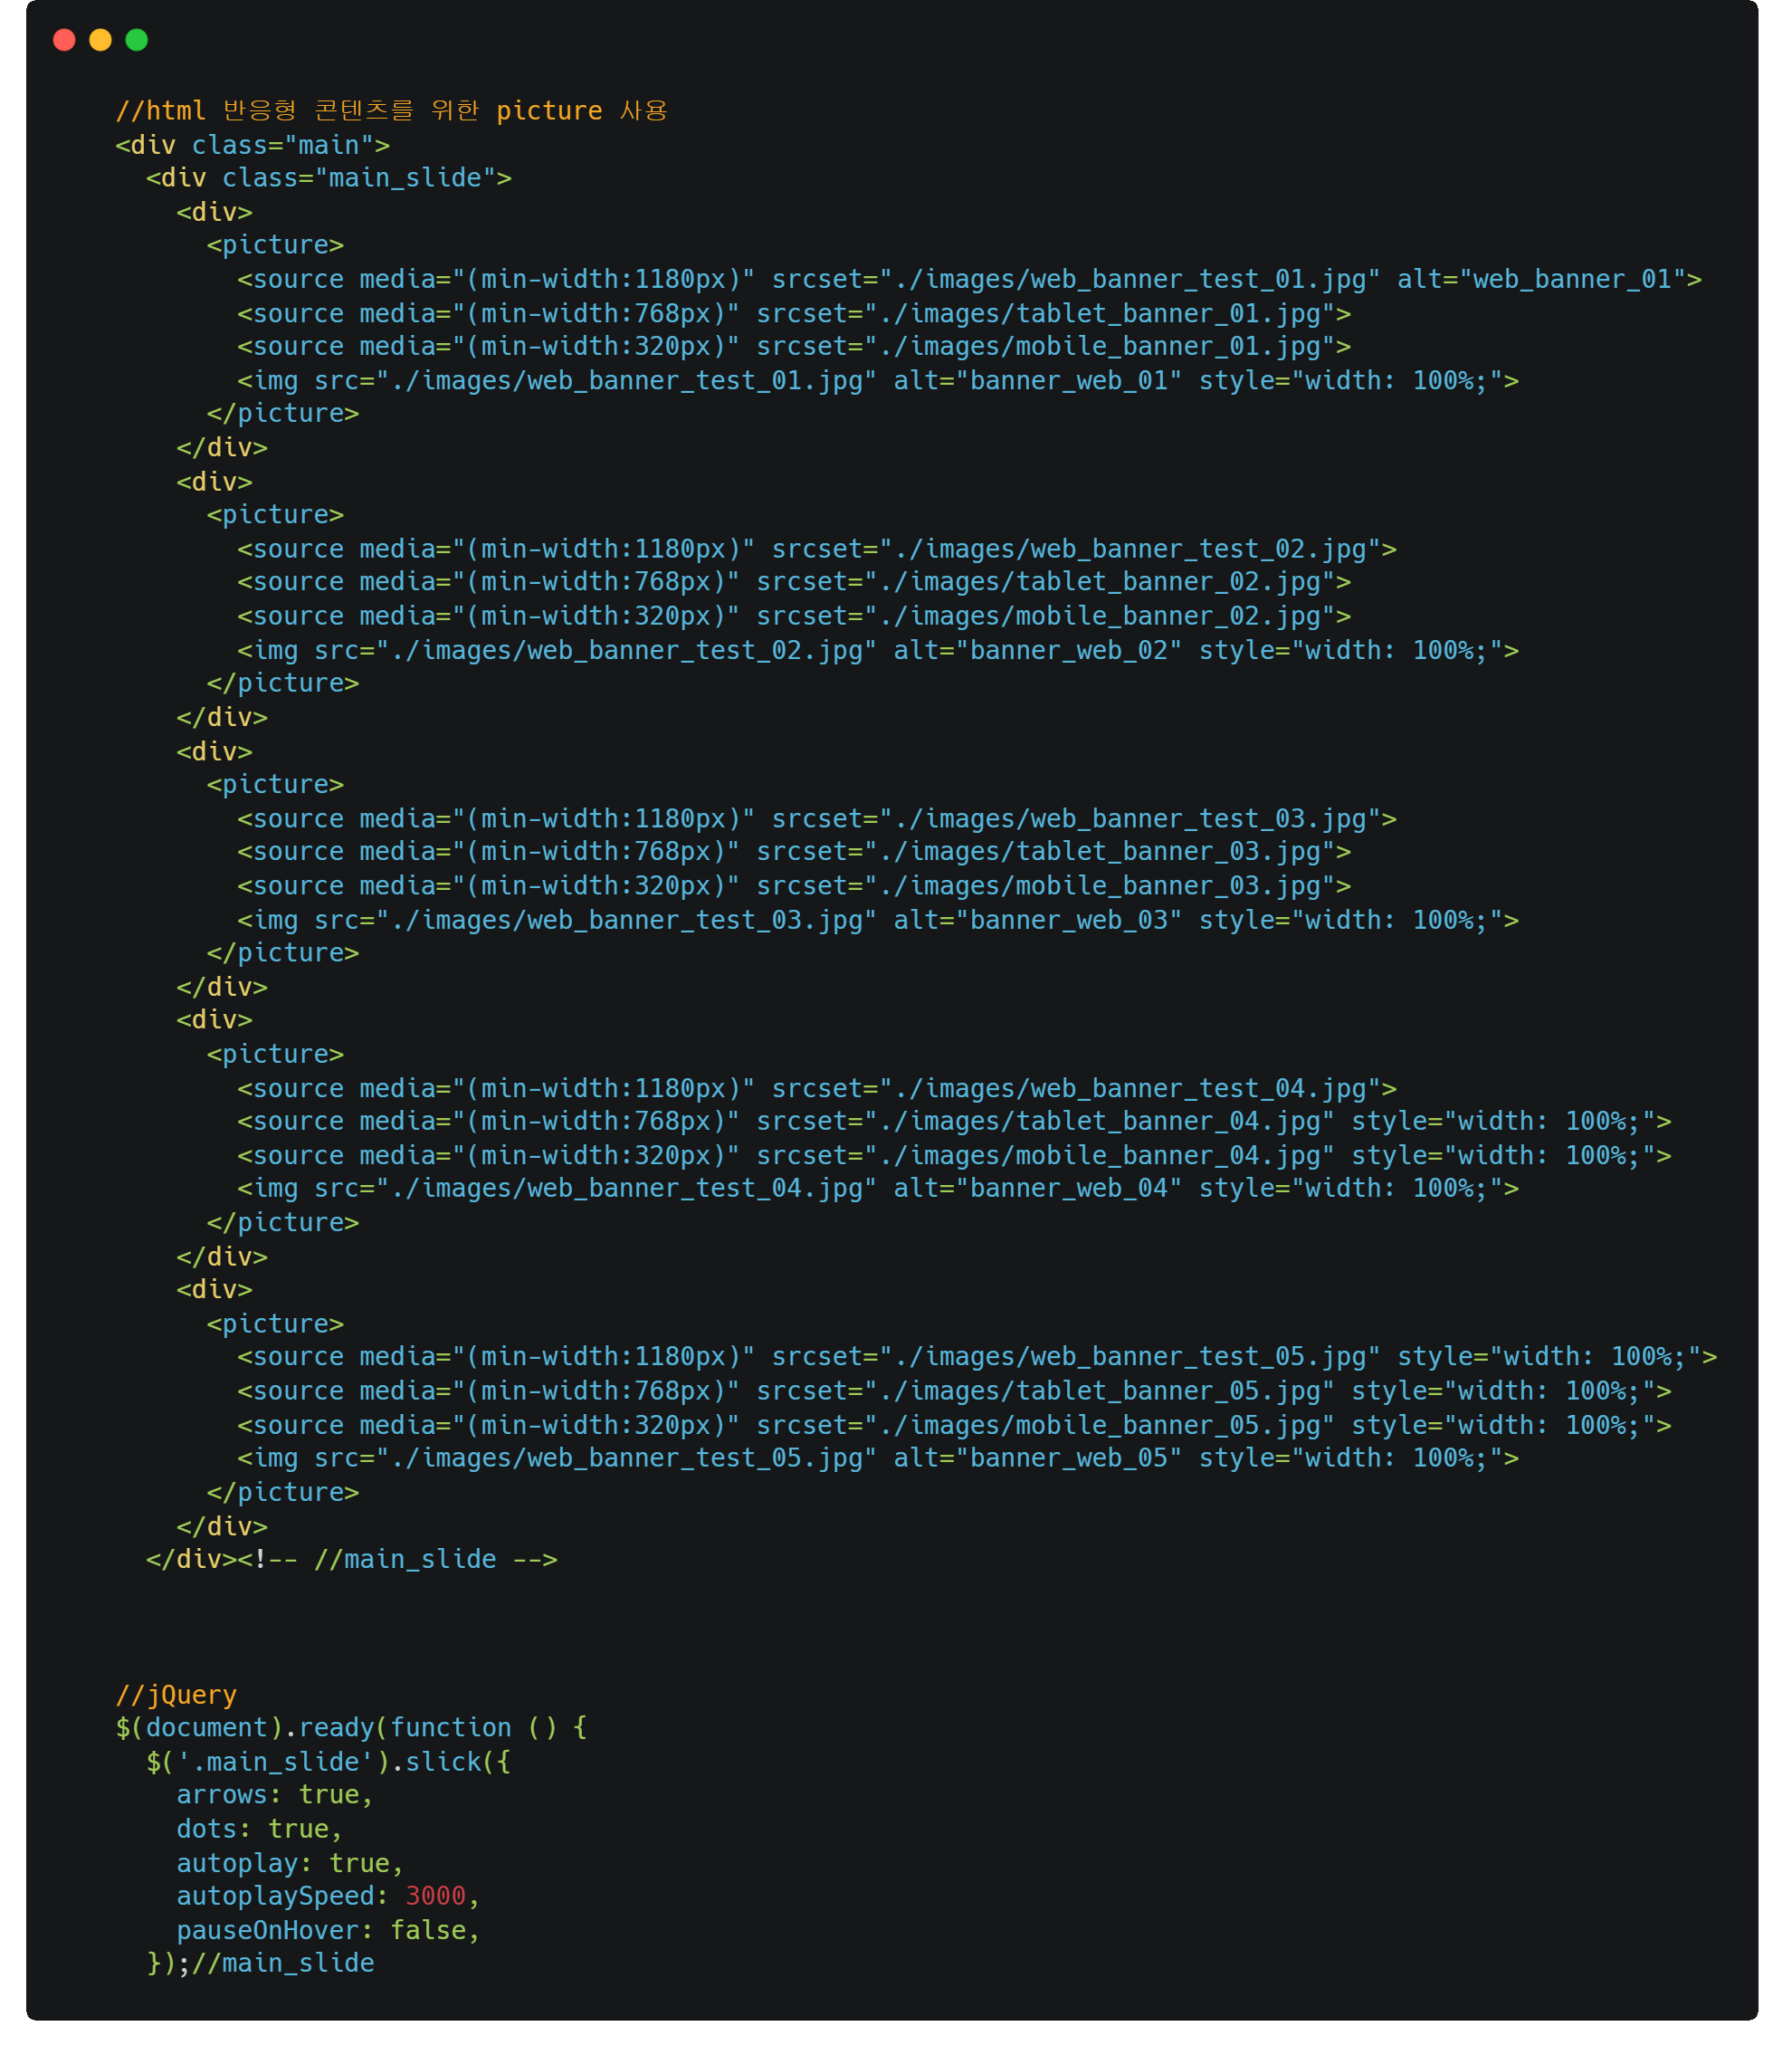 //html 반응형 콘텐츠를 위한 picture 사용
<div class="main">
  <div class="main_slide">
    <div>
      <picture>
        <source media="(min-width:1180px)" srcset="./images/web_banner_test_01.jpg" alt="web_banner_01">
        <source media="(min-width:768px)" srcset="./images/tablet_banner_01.jpg">
        <source media="(min-width:320px)" srcset="./images/mobile_banner_01.jpg">
        <img src="./images/web_banner_test_01.jpg" alt="banner_web_01" style="width: 100%;">
      </picture>
    </div>
    <div>
      <picture>
        <source media="(min-width:1180px)" srcset="./images/web_banner_test_02.jpg">
        <source media="(min-width:768px)" srcset="./images/tablet_banner_02.jpg">
        <source media="(min-width:320px)" srcset="./images/mobile_banner_02.jpg">
        <img src="./images/web_banner_test_02.jpg" alt="banner_web_02" style="width: 100%;">
      </picture>
    </div>
    <div>
      <picture>
        <source media="(min-width:1180px)" srcset="./images/web_banner_test_03.jpg">
        <source media="(min-width:768px)" srcset="./images/tablet_banner_03.jpg">
        <source media="(min-width:320px)" srcset="./images/mobile_banner_03.jpg">
        <img src="./images/web_banner_test_03.jpg" alt="banner_web_03" style="width: 100%;">
      </picture>
    </div>
    <div>
      <picture>
        <source media="(min-width:1180px)" srcset="./images/web_banner_test_04.jpg">
        <source media="(min-width:768px)" srcset="./images/tablet_banner_04.jpg" style="width: 100%;">
        <source media="(min-width:320px)" srcset="./images/mobile_banner_04.jpg" style="width: 100%;">
        <img src="./images/web_banner_test_04.jpg" alt="banner_web_04" style="width: 100%;">
      </picture>
    </div>
    <div>
      <picture>
        <source media="(min-width:1180px)" srcset="./images/web_banner_test_05.jpg" style="width: 100%;">
        <source media="(min-width:768px)" srcset="./images/tablet_banner_05.jpg" style="width: 100%;">
        <source media="(min-width:320px)" srcset="./images/mobile_banner_05.jpg" style="width: 100%;">
        <img src="./images/web_banner_test_05.jpg" alt="banner_web_05" style="width: 100%;">
      </picture>
    </div>
  </div><!-- //main_slide -->
//jQuery
$(document).ready(function () {
  $('.main_slide').slick({
    arrows: true,
    dots: true,
    autoplay: true,
    autoplaySpeed: 3000,
    pauseOnHover: false,
  });//main_slide